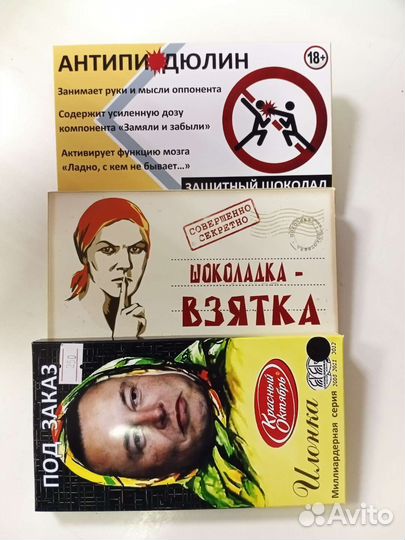 АНТИПИ ДЮЛИН
18+
Занимает руки и мысли оппонента
Содержит усиленную дозу
компонента «Замяли и забыли»
Активирует функцию мозга
«Ладно, с кем не бывает...»
ЗАЩИТНЫЙ ШОКОЛАД
СОВЕРШЕННО
СЕКРЕТНО
ШОКОЛАДКА -
ВЗЯТКА
ПОД ЗАКАЗ
Красный
Октябрь
Илонка
Миллиардерная серия
Avito